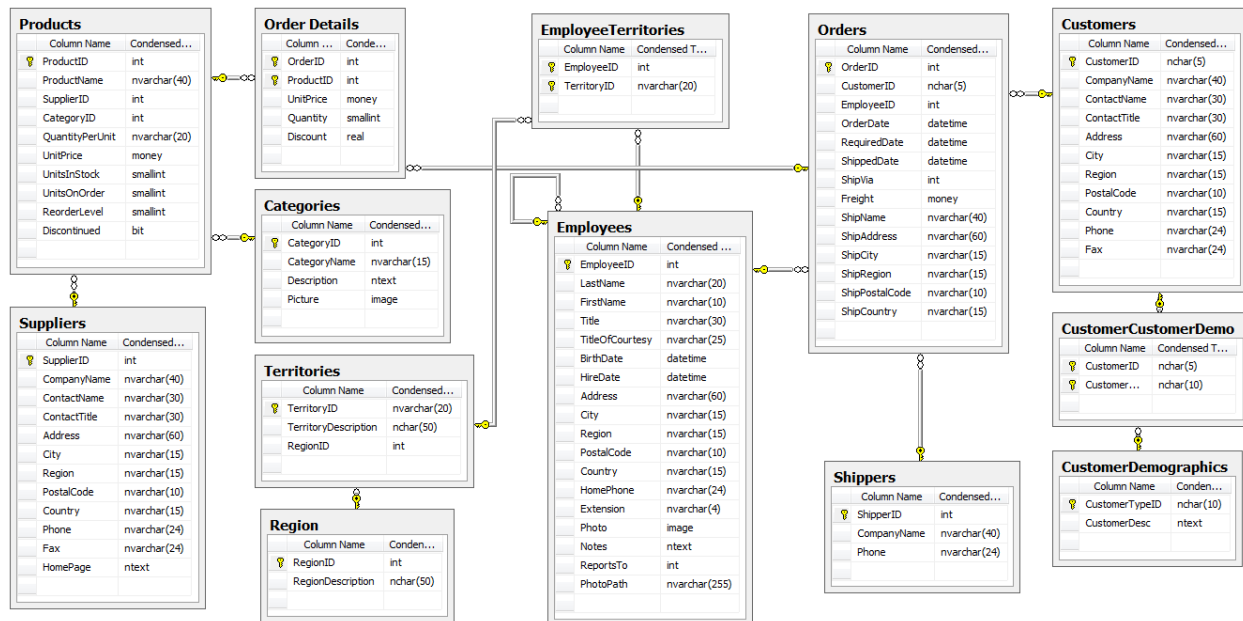 Products
Column Name Condensed...
ProductID int
ProductName nvarchar(40)
SupplierID int
CategoryID int
QuantityPerUnit nvarchar(20)
UnitPrice money
UnitsInStock smallint
UnitsOnOrder smallint
ReorderLevel smallint
Discontinued bit
Order Details
Column ... Conde...
OrderID int
ProductID int
UnitPrice money
Quantity smallint
Discount real
EmployeeTerritories
Column Name Condensed T...
EmployeeID int
TerritoryID nvarchar(20)
Orders
Column Name Condensed...
OrderID int
CustomerID nchar(5)
EmployeeID int
OrderDate datetime
RequiredDate datetime
ShippedDate datetime
ShipVia int
Freight money
ShipName nvarchar(40)
ShipAddress nvarchar(60)
ShipCity nvarchar(15)
ShipRegion nvarchar(15)
ShipPostalCode nvarchar(10)
ShipCountry nvarchar(15)
Customers
Column Name Condensed...
CustomerID nchar(5)
CompanyName nvarchar(40)
ContactName nvarchar(30)
ContactTitle nvarchar(30)
Address nvarchar(60)
City nvarchar(15)
Region nvarchar(15)
PostalCode nvarchar(10)
Country nvarchar(15)
Phone nvarchar(24)
Fax nvarchar(24)
Categories
Column Name Condensed...
CategoryID int
CategoryName nvarchar(15)
Description ntext
Picture image
Employees
Column Name Condensed ...
EmployeeID int
LastName nvarchar(20)
FirstName nvarchar(10)
Title nvarchar(30)
TitleOfCourtesy nvarchar(25)
BirthDate datetime
HireDate datetime
Address nvarchar(60)
City nvarchar(15)
Region nvarchar(15)
PostalCode nvarchar(10)
Country nvarchar(15)
HomePhone nvarchar(24)
Extension nvarchar(4)
Photo image
Notes ntext
ReportsTo int
PhotoPath nvarchar(255)
Suppliers
Column Name Condensed...
SupplierID int
CompanyName nvarchar(40)
ContactName nvarchar(30)
ContactTitle nvarchar(30)
Address nvarchar(60)
City nvarchar(15)
Region nvarchar(15)
PostalCode nvarchar(10)
Country nvarchar(15)
Phone nvarchar(24)
Fax nvarchar(24)
HomePage ntext
Territories
Column Name Condensed...
TerritoryID nvarchar(20)
TerritoryDescription nchar(50)
RegionID int
Region
Column Name Conden...
RegionID int
RegionDescription nchar(50)
CustomerCustomerDemo
Column Name Condensed T...
CustomerID nchar(5)
Customer... nchar(10)
Shippers
Column Name Condensed...
ShipperID int
CompanyName nvarchar(40)
Phone nvarchar(24)
CustomerDemographics
Column Name Conden...
CustomerTypeID nchar(10)
CustomerDesc ntext